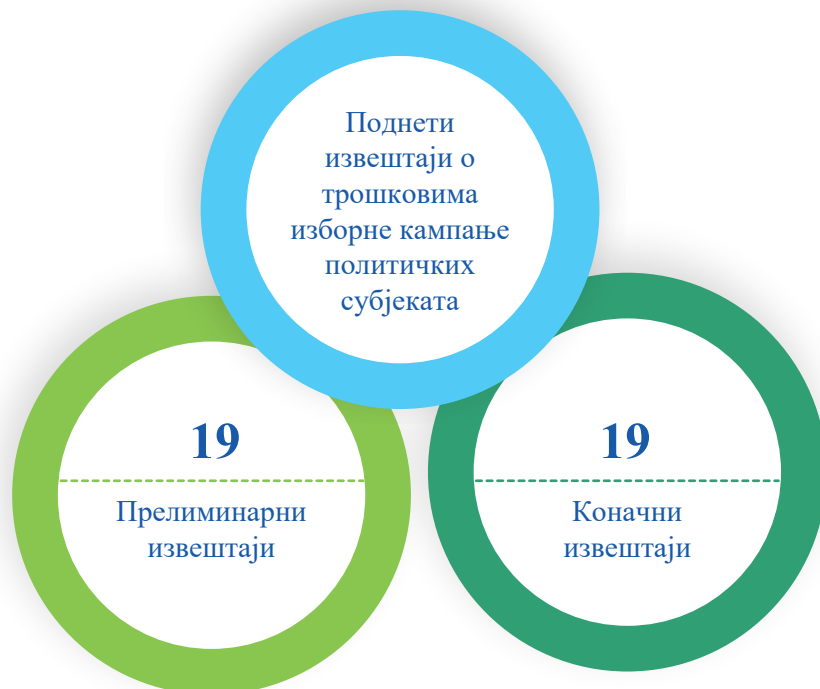 Поднети
извештаји о
трошковима
изборне кампање
политичких
субјеката
19
Прелиминарни
извештаји
19
Коначни
извештаји